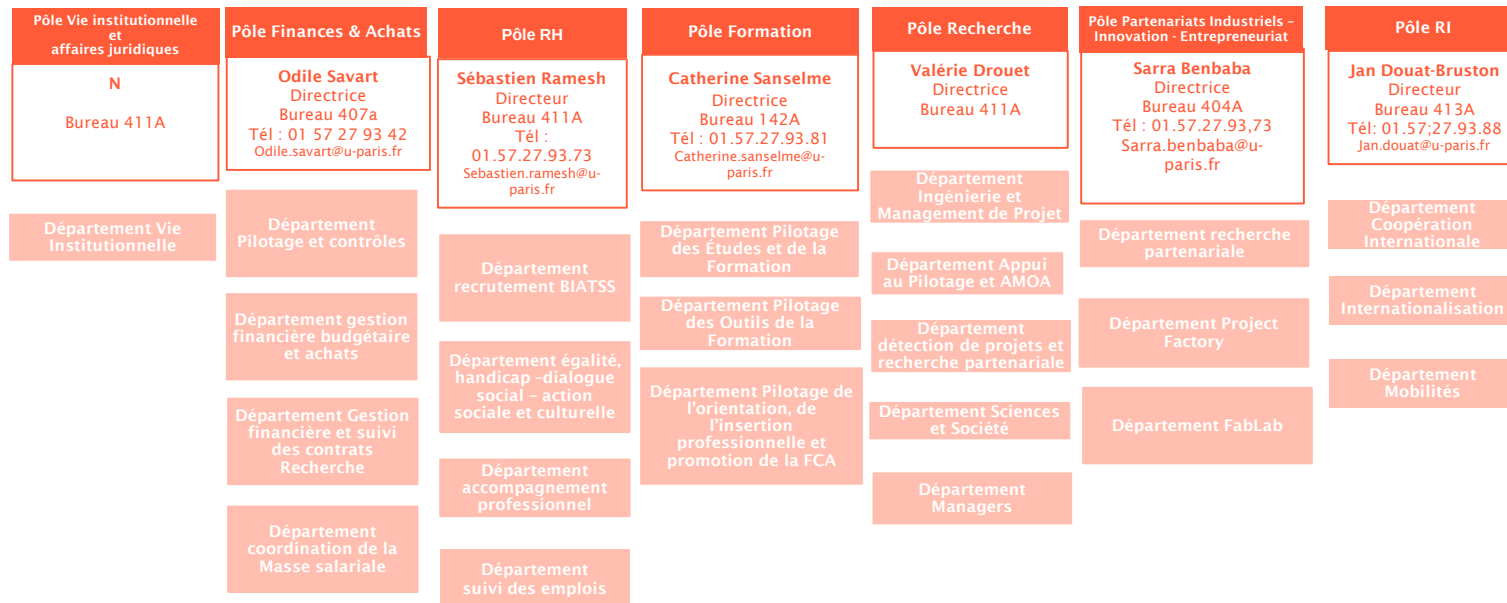 Pôle Vie institutionnelle
et
affaires juridiques
N
Bureau 411A
Département Vie
Institutionnelle
Pôle Finances & Achats
Odile Savart
Directrice
Bureau 407a
Tél : 01 57 27 93 42
Odile.savart@u-paris.fr
Département
Pilotage et contrôles
Département gestion
financière budgétaire
et achats
Département Gestion
financière et suivi
des contrats
Recherche
Département
coordination de la
Masse salariale
Pôle RH
Sébastien Ramesh
Directeur
Bureau 411A
Tél :
01.57.27.93.73
Sebastien.ramesh@u-
paris.fr
Département
recrutement BIATSS
Département égalité,
handicap –dialogue
social – action
sociale et culturelle
Département
accompagnement
professionnel
Département
suivi des emplois
Pôle Formation
Catherine Sanselme
Directrice
Bureau 142A
Tél : 01.57.27.93.81
Catherine.sanselme@u-
paris.fr
Département Pilotage
des Études et de la
Formation
Département Pilotage
des Outils de la
Formation
Département Pilotage de
l'orientation, de
l'insertion
professionnelle et
promotion de la FCA
Pôle Recherche
Valérie Drouet
Directrice
Bureau 411A
Département
Ingénierie et
Management de Projet
Département Appui
au Pilotage et AMOA
Département
détection de projets et
recherche partenariale
Département Sciences
et Société
Département
Managers
Pôle Partenariats Industriels –
Innovation - Entrepreneuriat
Sarra Benbaba
Directrice
Bureau 404A
Tél : 01.57.27.93,73
Sarra.benbaba@u-
paris.fr
Département recherche
partenariale
Département Project
Factory
Département FabLab
Pôle RI
Jan Douat-Bruston
Directeur
Bureau 413A
Tél: 01.57;27.93.88
Jan.douat@u-paris.fr
Département
Coopération
Internationale
Département
Internationalisation
Département
Mobilités